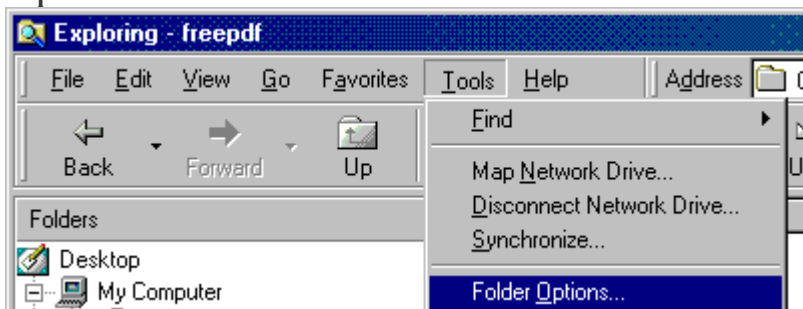 Exploring - freepdf
File Edit View Go Favorites Tools Help Address
Back Forward Up
Find
Map Network Drive...
Disconnect Network Drive...
Synchronize...
Folder Options...
Folders
Desktop
My Computer